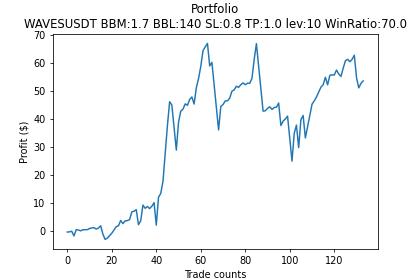 Portfolio
WAVESUSDT BBM:1.7 BBL:140 SL:0.8 TP:1.0 lev:10 WinRatio:70.0
70
60
50
40
30
20
10
0
Profit ($)
0 20 40 60 80 100 120
Trade counts